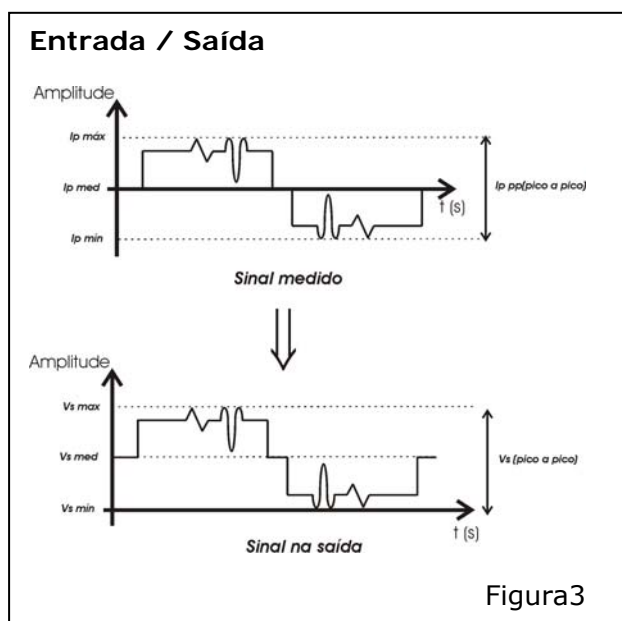 Entrada / Saída
Amplitude
Ip máx
Ip med
Ip min
t (s)
Ip pp(pico a pico)
Sinal medido
Amplitude
Vs max
Vs med
Vs min
t (s)
Vs (pico a pico)
Sinal na saída
Figura3